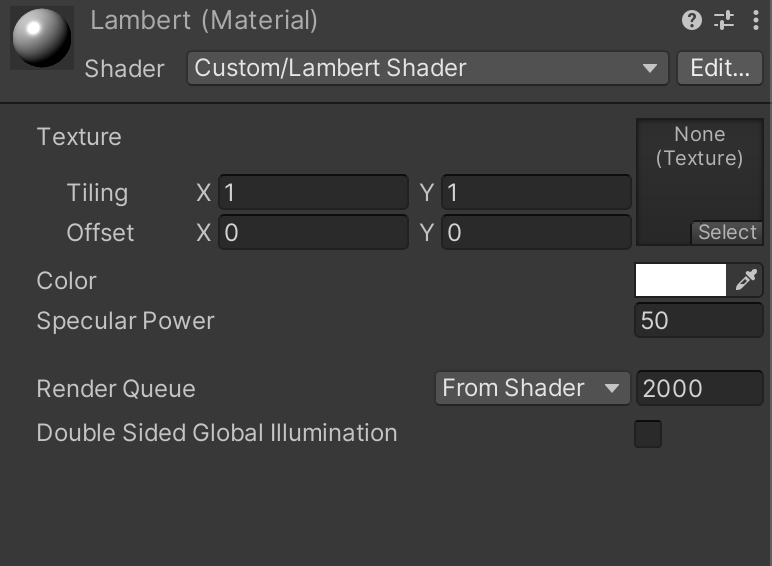 Lambert (Material)
Shader Custom/Lambert Shader Edit...
Texture
None
(Texture)
Tiling X 1 Y 1
Offset X 0 Y 0
Select
Color
Specular Power 50
Render Queue From Shader 2000
Double Sided Global Illumination